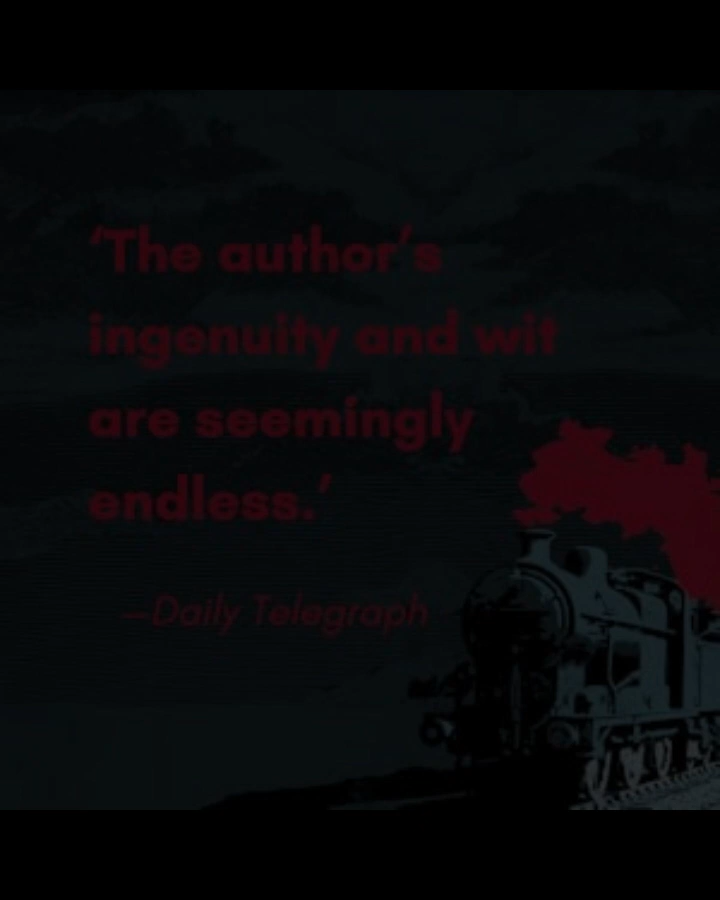 ‘The author’s
ingenuity and wit
are seemingly
endless.’
—Daily Telegraph